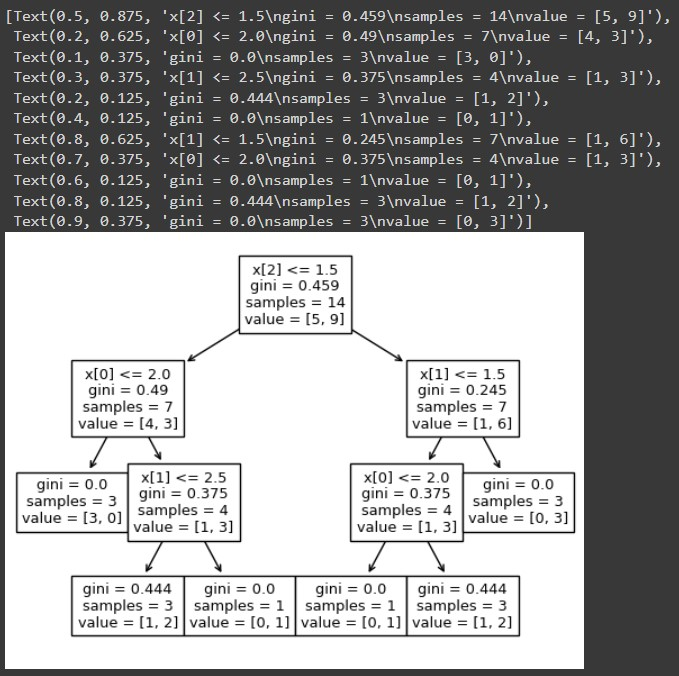 [Text(0.5, 0.875, 'x[2] <= 1.5\ngini = 0.459\nsamples = 14\nvalue = [5, 9]'),
Text(0.2, 0.625, 'x[0] <= 2.0\ngini = 0.49\nsamples = 7\nvalue = [4, 3]'),
Text(0.1, 0.375, 'gini = 0.0\nsamples = 3\nvalue = [3, 0]'),
Text(0.3, 0.375, 'x[1] <= 2.5\ngini = 0.375\nsamples = 4\nvalue = [1, 3]'),
Text(0.2, 0.125, 'gini = 0.444\nsamples = 3\nvalue = [1, 2]'),
Text(0.4, 0.125, 'gini = 0.0\nsamples = 1\nvalue = [0, 1]'),
Text(0.8, 0.625, 'x[1] <= 1.5\ngini = 0.245\nsamples = 7\nvalue = [1, 6]'),
Text(0.7, 0.375, 'x[0] <= 2.0\ngini = 0.375\nsamples = 4\nvalue = [1, 3]'),
Text(0.6, 0.125, 'gini = 0.0\nsamples = 1\nvalue = [0, 1]'),
Text(0.8, 0.125, 'gini = 0.444\nsamples = 3\nvalue = [1, 2]'),
Text(0.9, 0.375, 'gini = 0.0\nsamples = 3\nvalue = [0, 3]')]
x[2] <= 1.5
gini = 0.459
samples = 14
value = [5, 9]
x[0] <= 2.0
gini = 0.49
samples = 7
value = [4, 3]
x[1] <= 1.5
gini = 0.245
samples = 7
value = [1, 6]
gini = 0.0
samples = 3
value = [3, 0]
x[1] <= 2.5
gini = 0.375
samples = 4
value = [1, 3]
x[0] <= 2.0
gini = 0.375
samples = 4
value = [1, 3]
gini = 0.0
samples = 3
value = [0, 3]
gini = 0.444
samples = 3
value = [1, 2]
gini = 0.0
samples = 1
value = [0, 1]
gini = 0.0
samples = 1
value = [0, 1]
gini = 0.444
samples = 3
value = [1, 2]